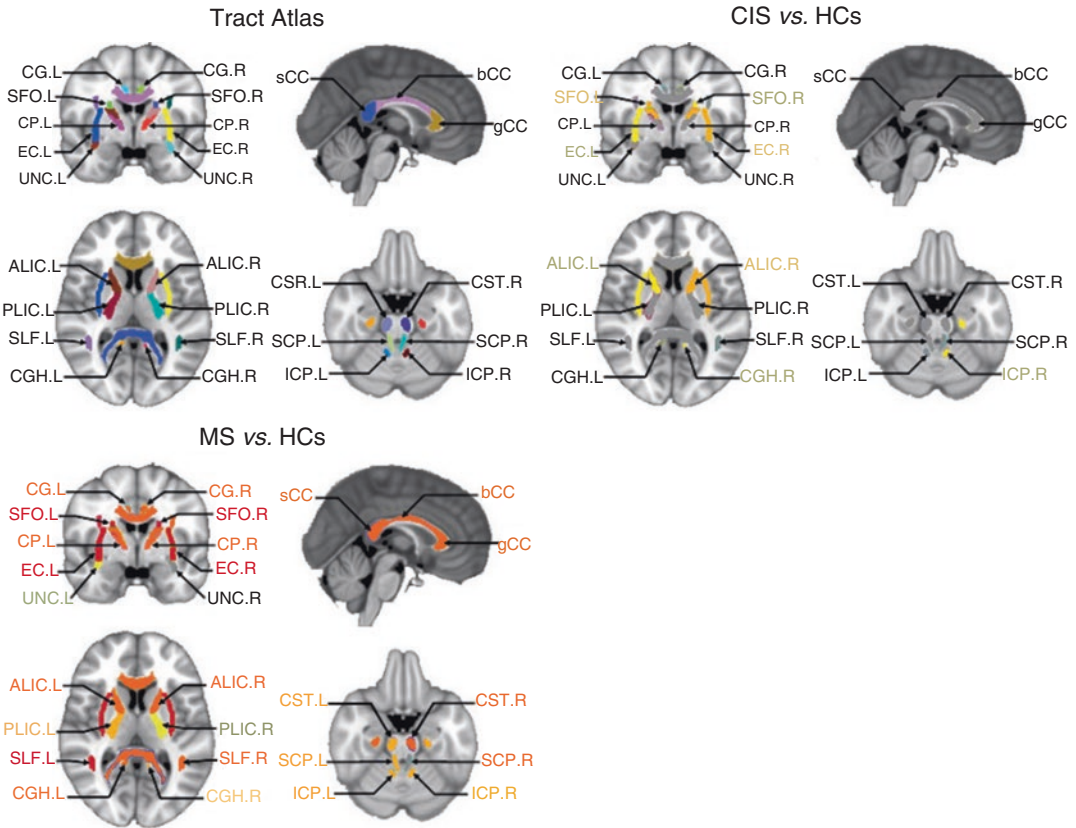 Tract Atlas
CG.L
CG.R
SFO.L
SFO.R
CP.L
CP.R
EC.L
EC.R
UNC.L
UNC.R
sCC
bCC
gCC
ALIC.L
ALIC.R
PLIC.L
PLIC.R
SLF.L
SLF.R
CGH.L
CGH.R
CSR.L
CST.R
SCP.L
SCP.R
ICP.L
ICP.R
CIS vs. HCs
CG.L
CG.R
SFO.L
SFO.R
CP.L
CP.R
EC.L
EC.R
UNC.L
UNC.R
sCC
bCC
gCC
ALIC.L
ALIC.R
PLIC.L
PLIC.R
SLF.L
SLF.R
CGH.L
CGH.R
CST.L
CST.R
SCP.L
SCP.R
ICP.L
ICP.R
MS vs. HCs
CG.L
CG.R
SFO.L
SFO.R
CP.L
CP.R
EC.L
EC.R
UNC.L
UNC.R
sCC
bCC
gCC
ALIC.L
ALIC.R
PLIC.L
PLIC.R
SLF.L
SLF.R
CGH.L
CGH.R
CST.L
CST.R
SCP.L
SCP.R
ICP.L
ICP.R